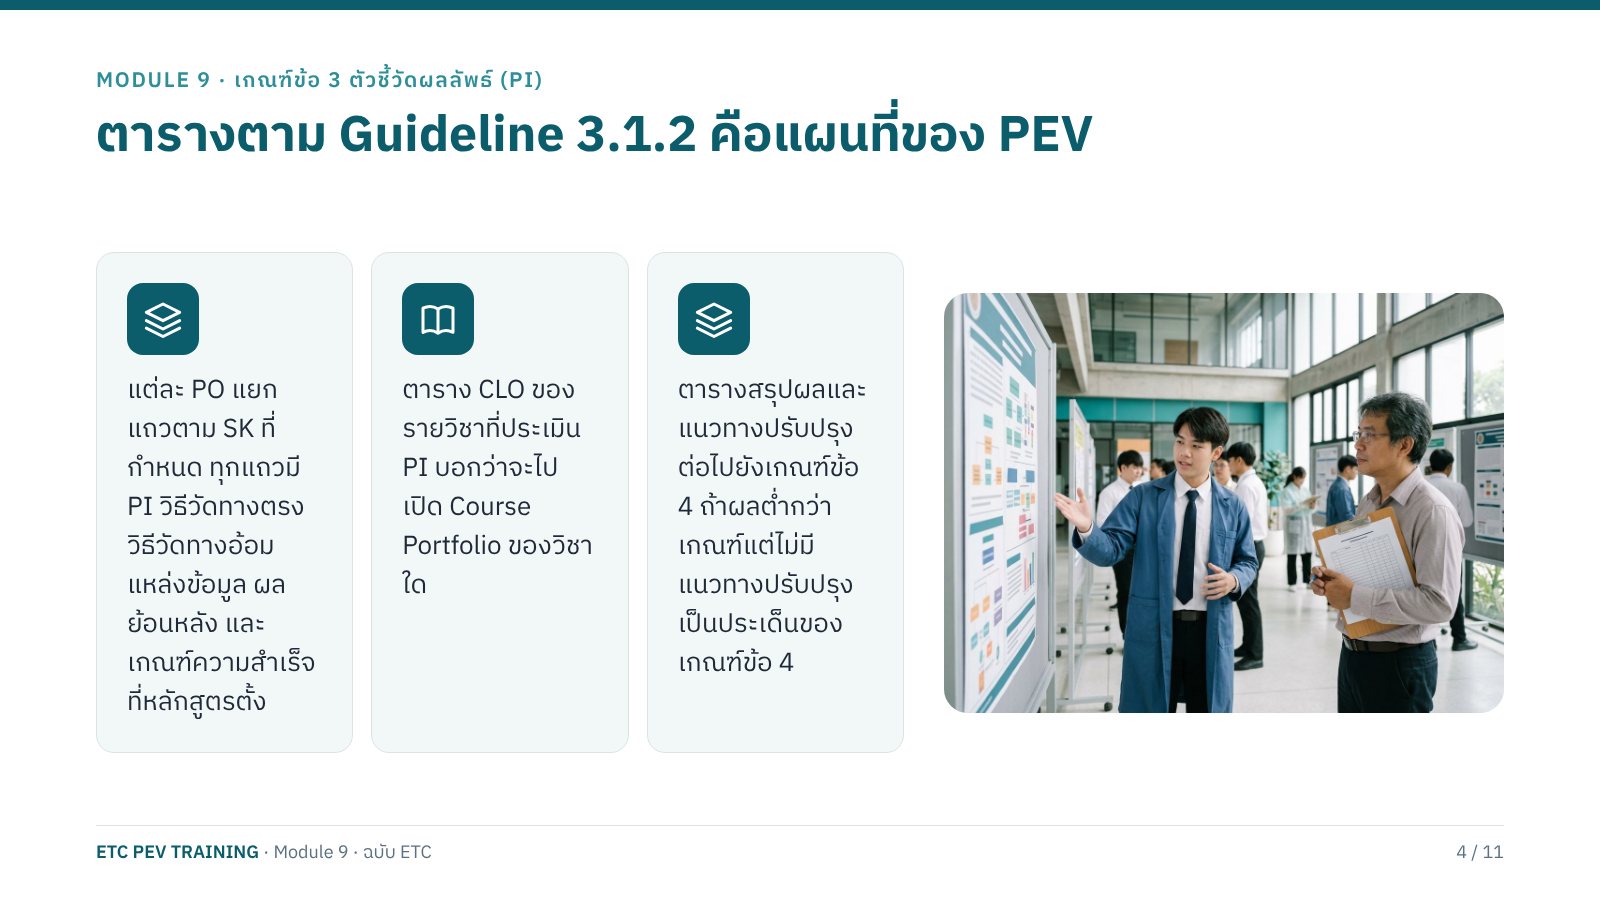 MODULE 9 · เกณฑ์ข้อ 3 ตัวชี้วัดผลลัพธ์ (PI)
ตารางตาม Guideline 3.1.2 คือแผนที่ของ PEV
แต่ละ PO แยก
แถวตาม SK ที่
กำหนด ทุกแถวมี
PI วิธีวัดทางตรง
วิธีวัดทางอ้อม
แหล่งข้อมูล ผล
ย้อนหลัง และ
เกณฑ์ความสำเร็จ
ที่หลักสูตรตั้ง
ตาราง CLO ของ
รายวิชาที่ประเมิน
PI บอกว่าจะไป
เปิด Course
Portfolio ของวิชา
ใด
ตารางสรุปผลและ
แนวทางปรับปรุง
ต่อไปยังเกณฑ์ข้อ
4 ถ้าผลต่ำกว่า
เกณฑ์แต่ไม่มี
แนวทางปรับปรุง
เป็นประเด็นของ
เกณฑ์ข้อ 4
ETC PEV TRAINING · Module 9 · ฉบับ ETC
4 / 11